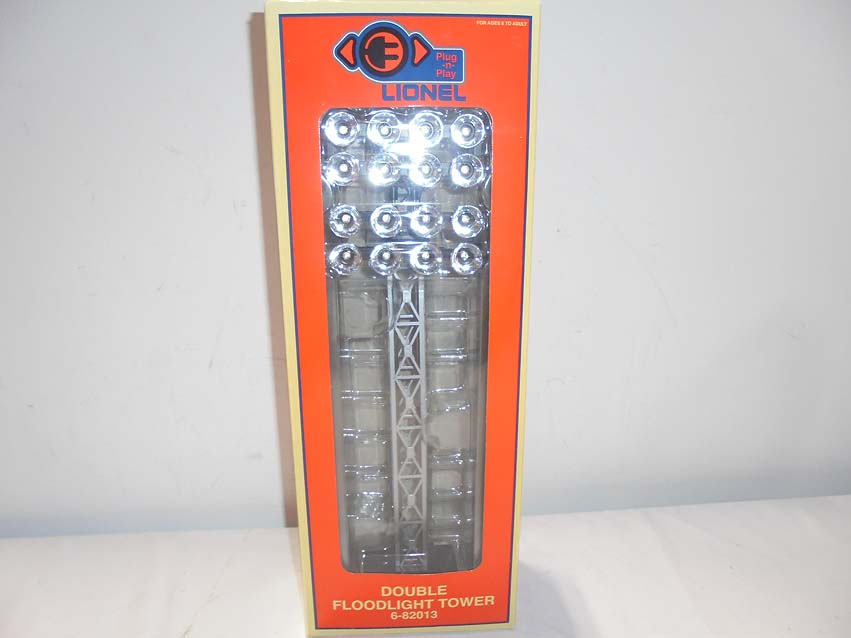 FOR AGES 8 TO ADULT
Plug
-n-
Play
LIONEL
DOUBLE
FLOODLIGHT TOWER
6-82013